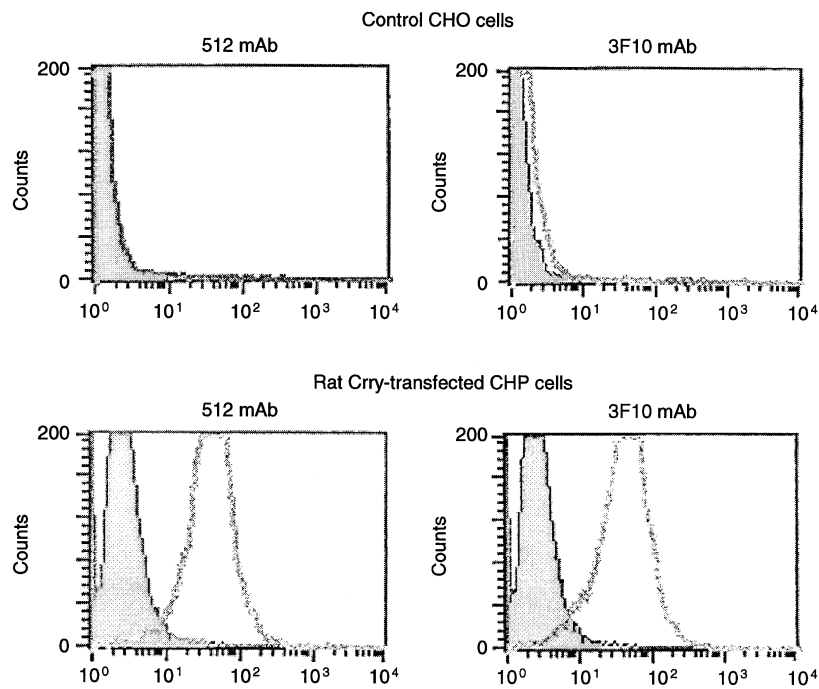 Control CHO cells
512 mAb
3F10 mAb
200
Counts
0
10⁰ 10¹ 10² 10³ 10⁴
200
Counts
0
10⁰ 10¹ 10² 10³ 10⁴
Rat Crry-transfected CHP cells
512 mAb
3F10 mAb
200
Counts
0
10⁰ 10¹ 10² 10³ 10⁴
200
Counts
0
10⁰ 10¹ 10² 10³ 10⁴